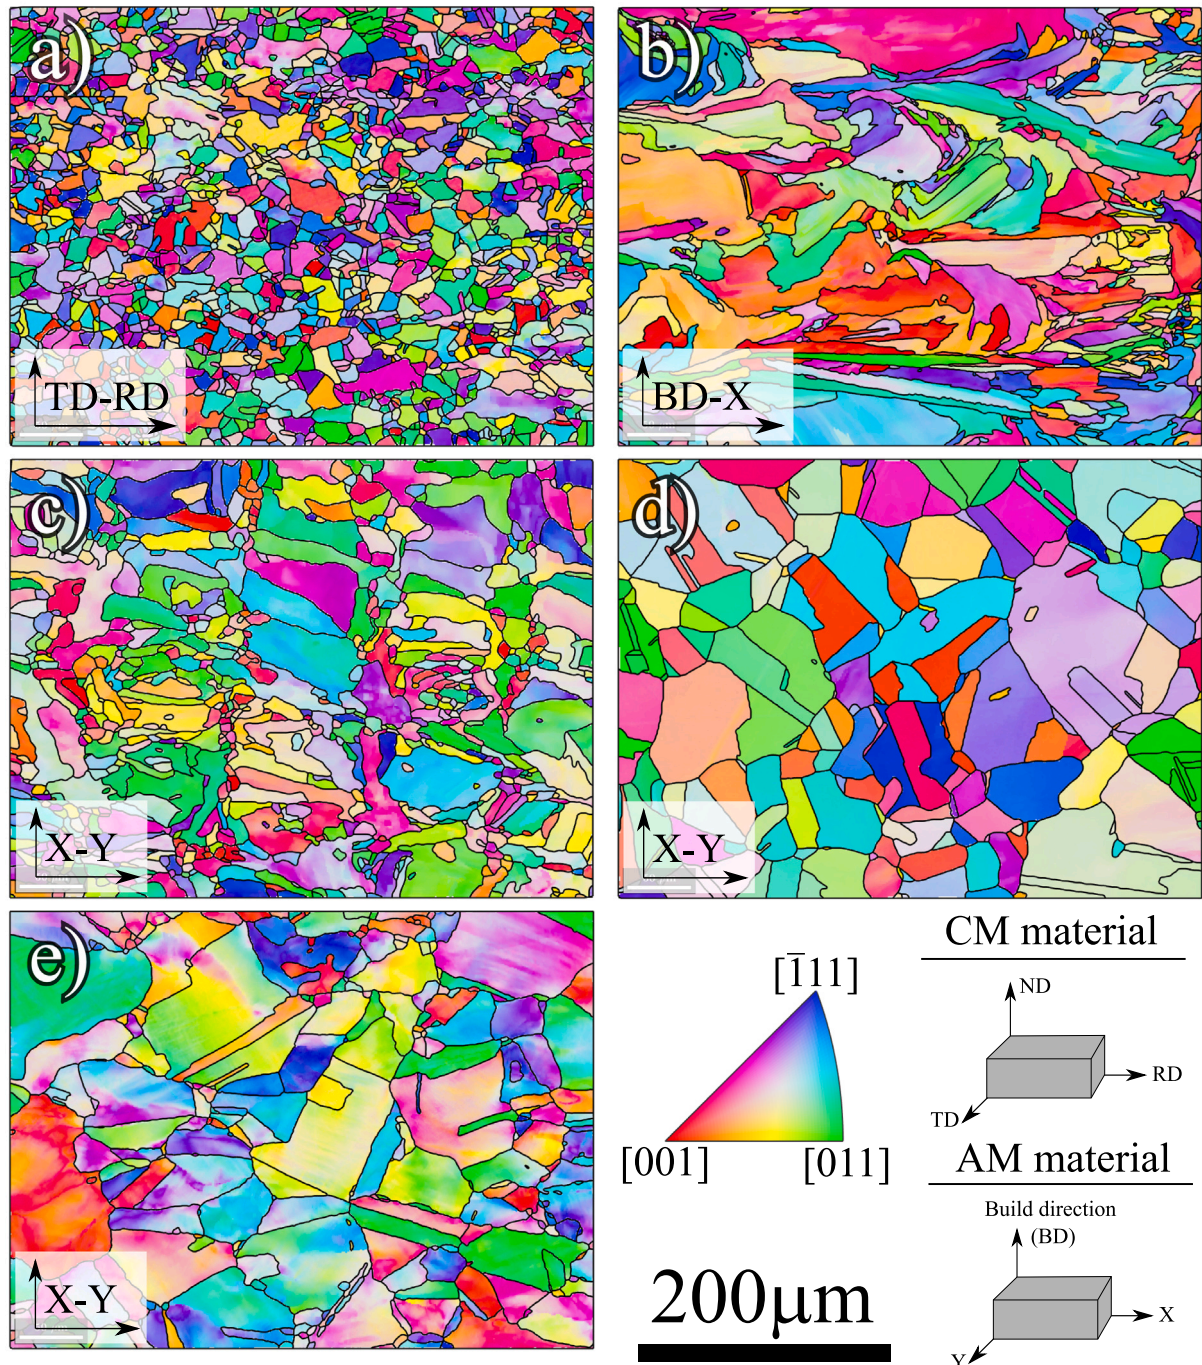 a)
b)
TD-RD
BD-X
c)
d)
X-Y
X-Y
e)
X-Y
[1̅11]
[001]
[011]
200μm
CM material
ND
RD
TD
AM material
Build direction
(BD)
X
Y